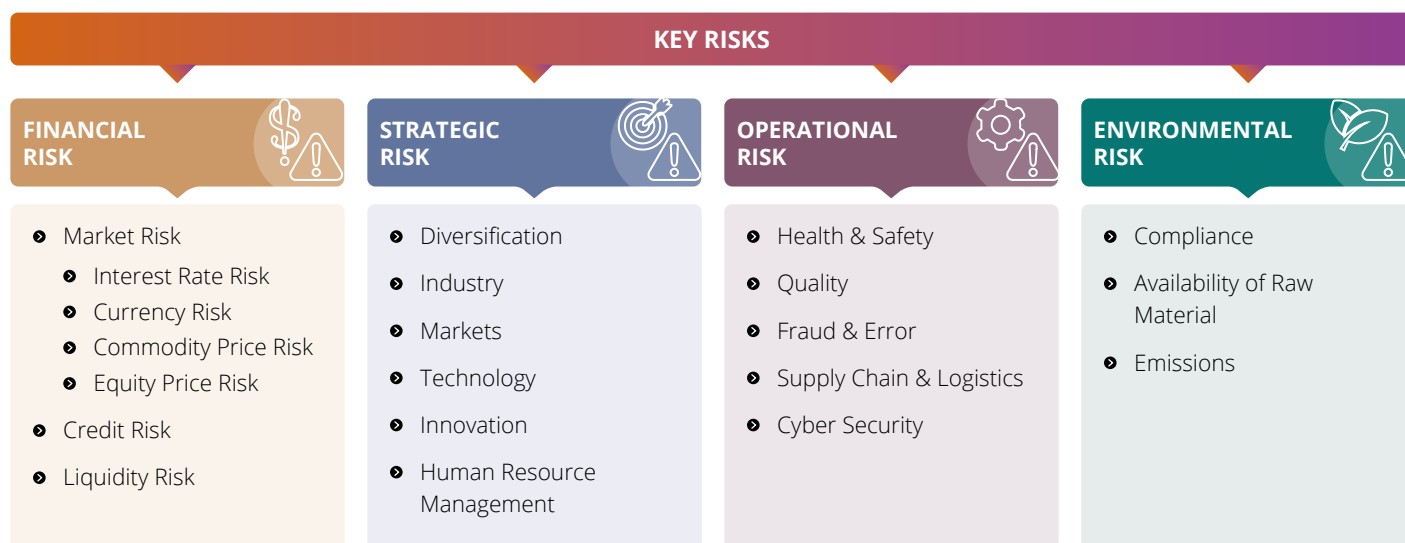 KEY RISKS
FINANCIAL
RISK
Market Risk
Interest Rate Risk
Currency Risk
Commodity Price Risk
Equity Price Risk
Credit Risk
Liquidity Risk
STRATEGIC
RISK
Diversification
Industry
Markets
Technology
Innovation
Human Resource
Management
OPERATIONAL
RISK
Health & Safety
Quality
Fraud & Error
Supply Chain & Logistics
Cyber Security
ENVIRONMENTAL
RISK
Compliance
Availability of Raw
Material
Emissions